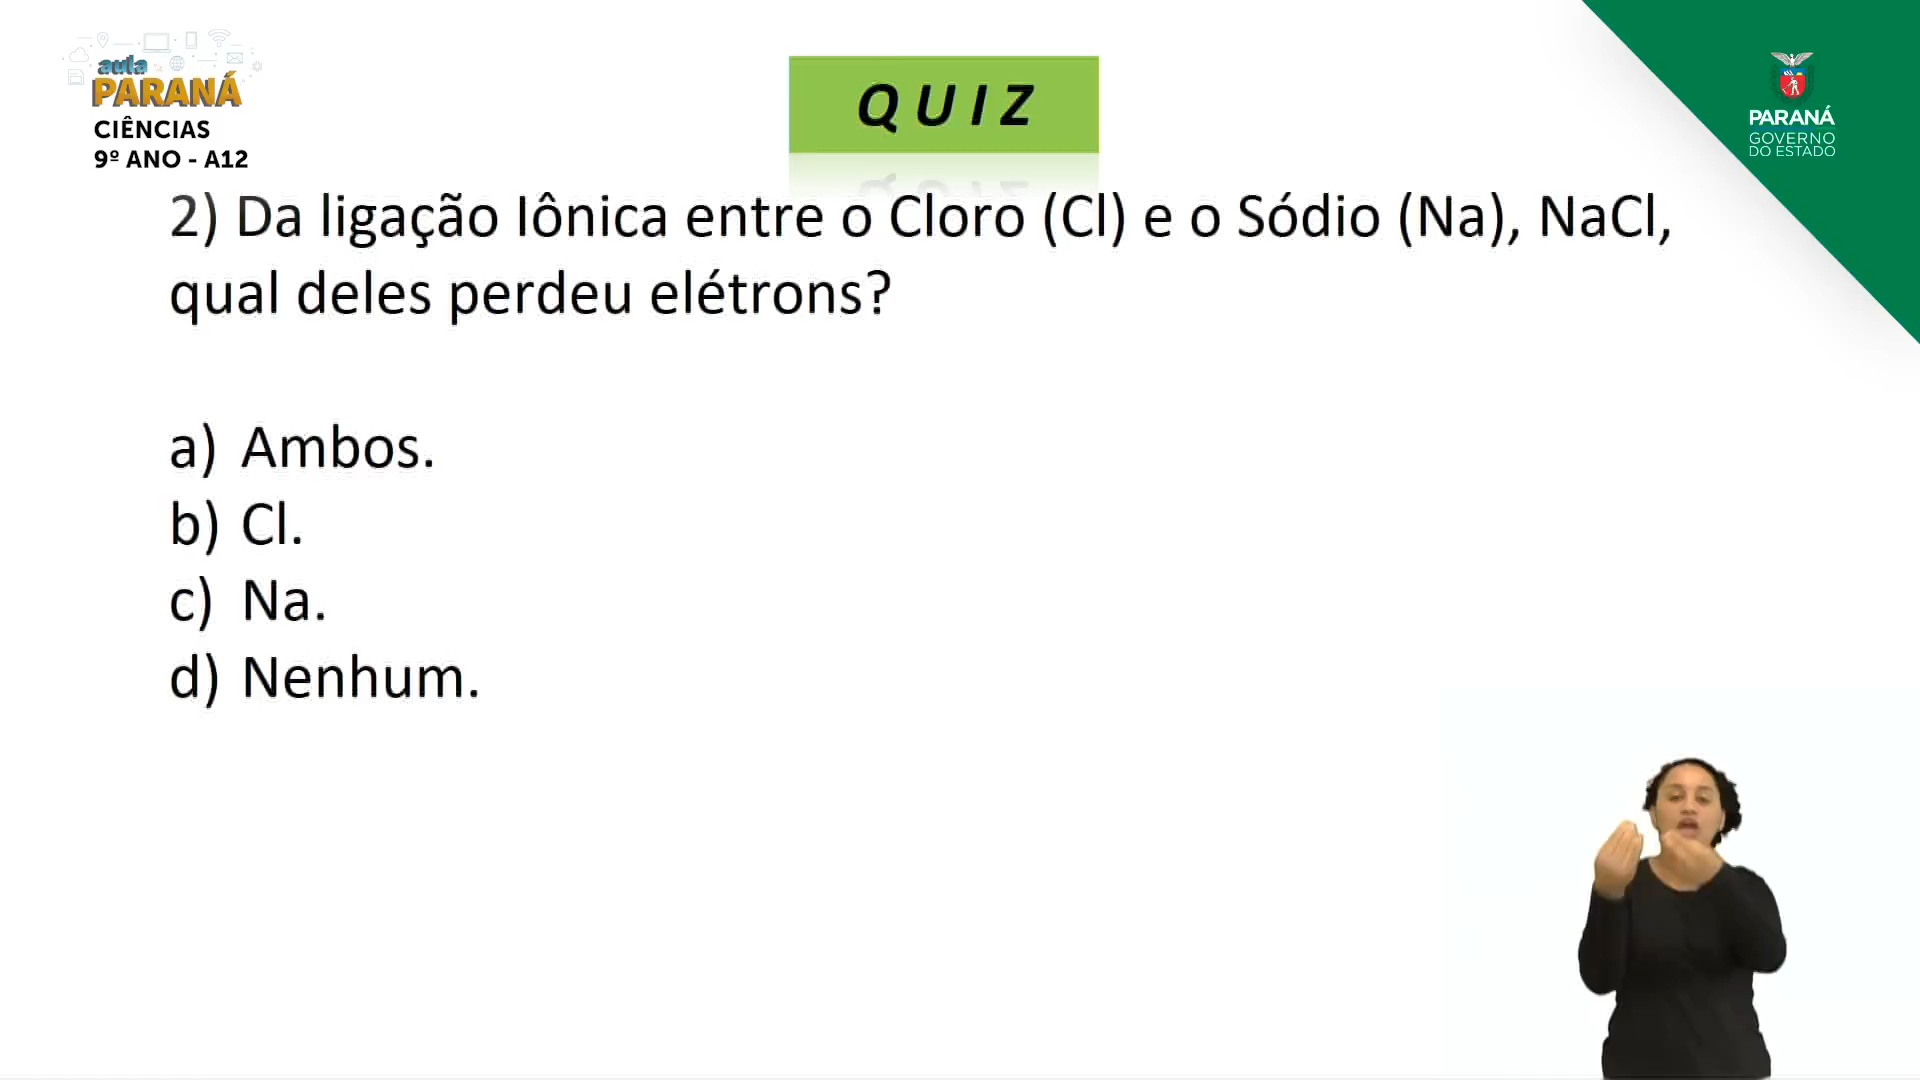 aula
PARANÁ
CIÊNCIAS
9º ANO - A12
QUIZ
PARANÁ
GOVERNO
DO ESTADO
2) Da ligação Iônica entre o Cloro (Cl) e o Sódio (Na), NaCl,
qual deles perdeu elétrons?
a) Ambos.
b) Cl.
c) Na.
d) Nenhum.